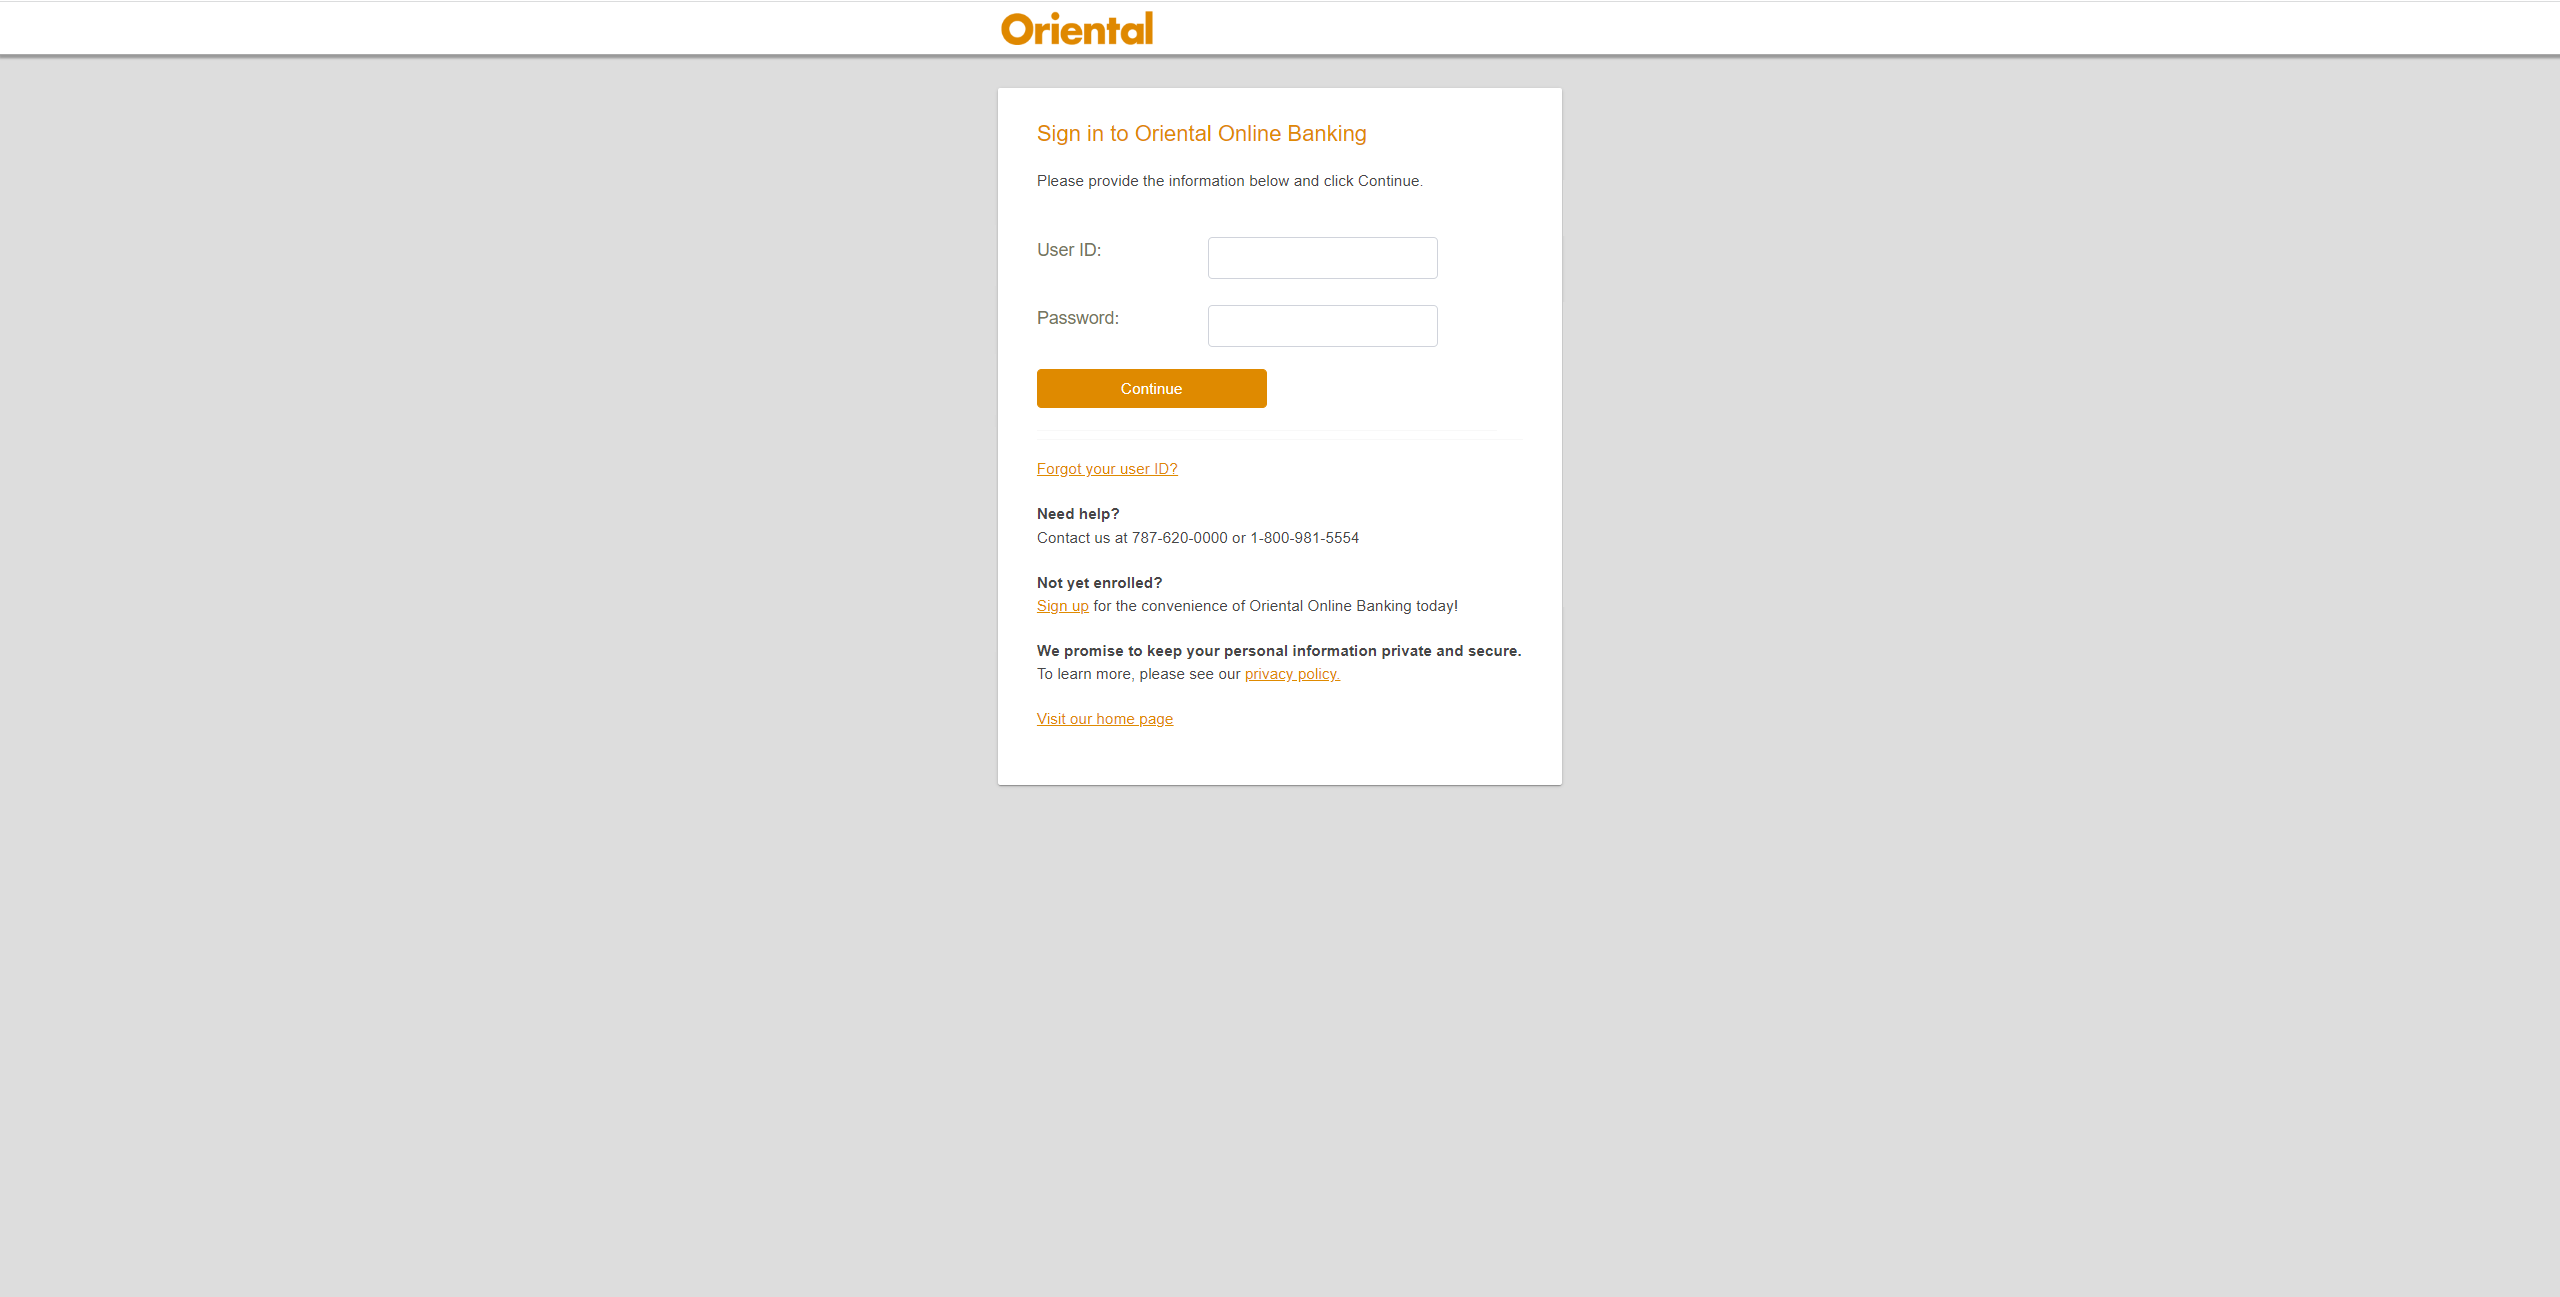 Oriental
Sign in to Oriental Online Banking
Please provide the information below and click Continue.
User ID:
Password:
Continue
Forgot your user ID?
Need help?
Contact us at 787-620-0000 or 1-800-981-5554
Not yet enrolled?
Sign up for the convenience of Oriental Online Banking today!
We promise to keep your personal information private and secure.
To learn more, please see our privacy policy.
Visit our home page